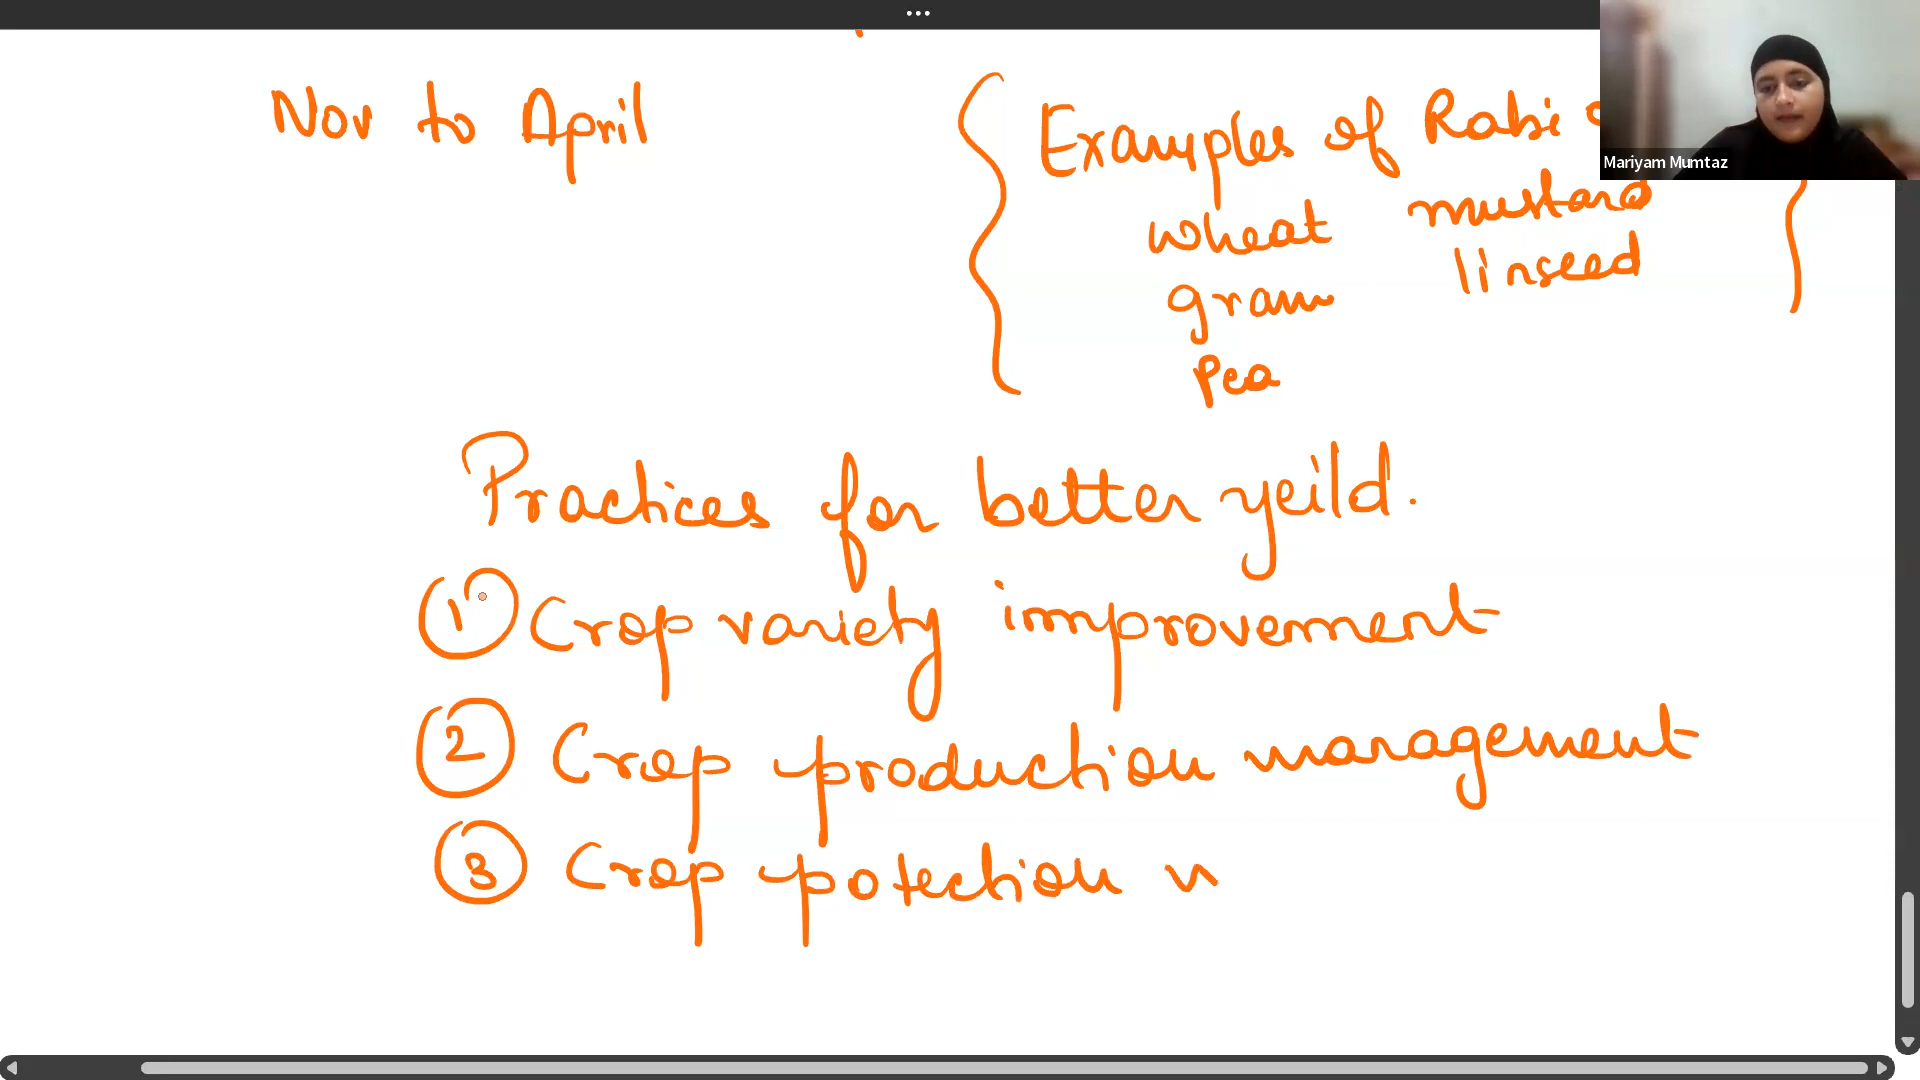 Nov to April
Examples of Rabi
wheat mustard
gram linseed
Pea
Practices for better yeild.
1 Crop variety improvement
2 Crop production management
3 Crop potection
Mariyam Mumtaz